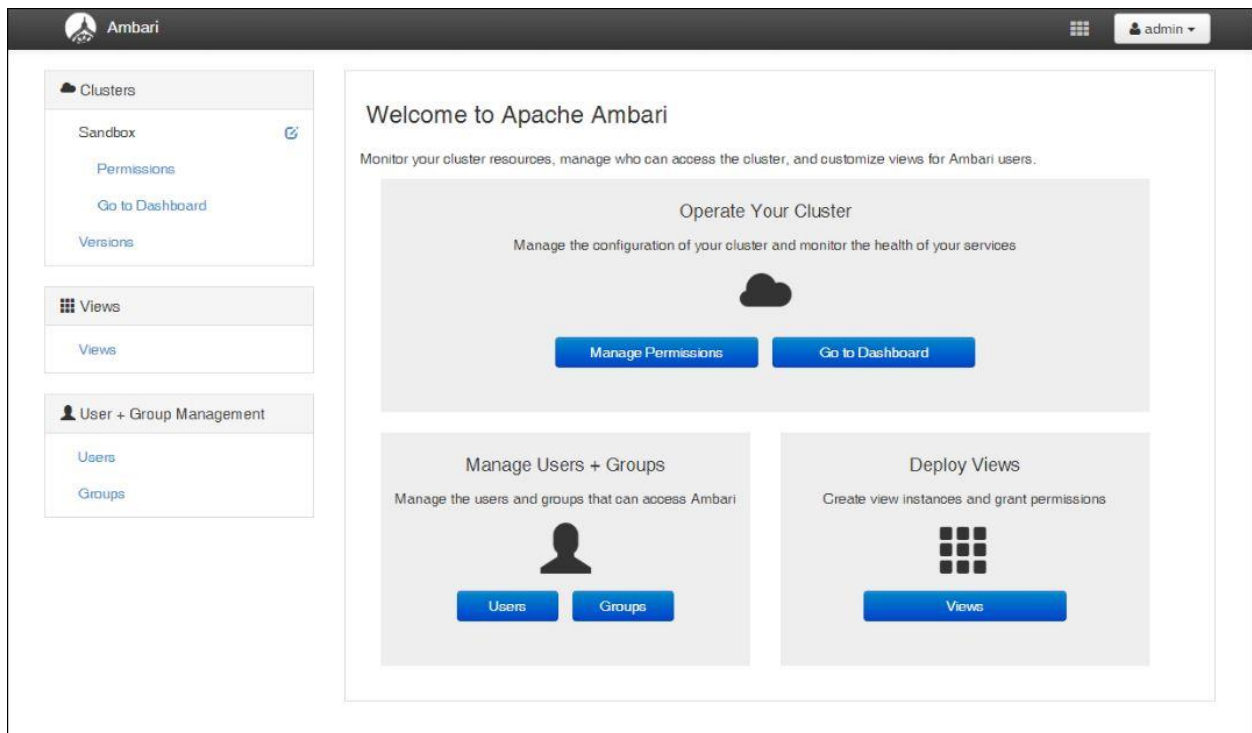 Ambari
admin
Clusters
Sandbox
Permissions
Go to Dashboard
Versions
Views
Views
User + Group Management
Users
Groups
Welcome to Apache Ambari
Monitor your cluster resources, manage who can access the cluster, and customize views for Ambari users.
Operate Your Cluster
Manage the configuration of your cluster and monitor the health of your services
Manage Permissions
Go to Dashboard
Manage Users + Groups
Manage the users and groups that can access Ambari
Users
Groups
Deploy Views
Create view instances and grant permissions
Views